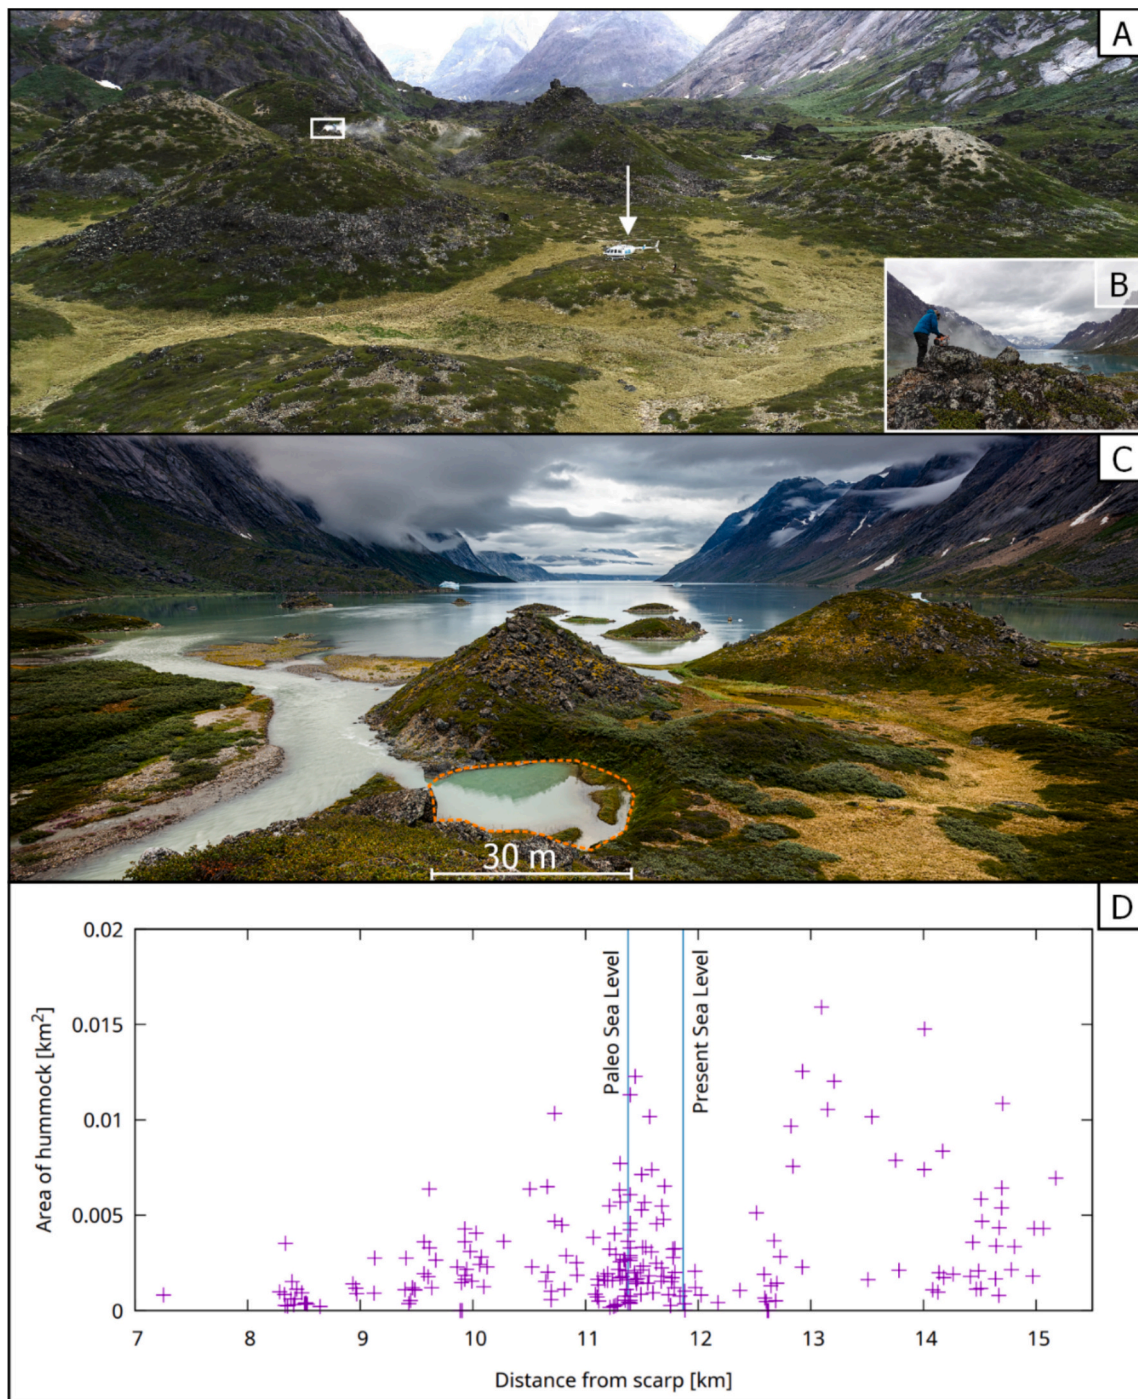 A
B
C
30 m
D
0.02
0.015
0.01
0.005
0
Area of hummock [km²]
Paleo Sea Level
Present Sea Level
7 8 9 10 11 12 13 14 15
Distance from scarp [km]